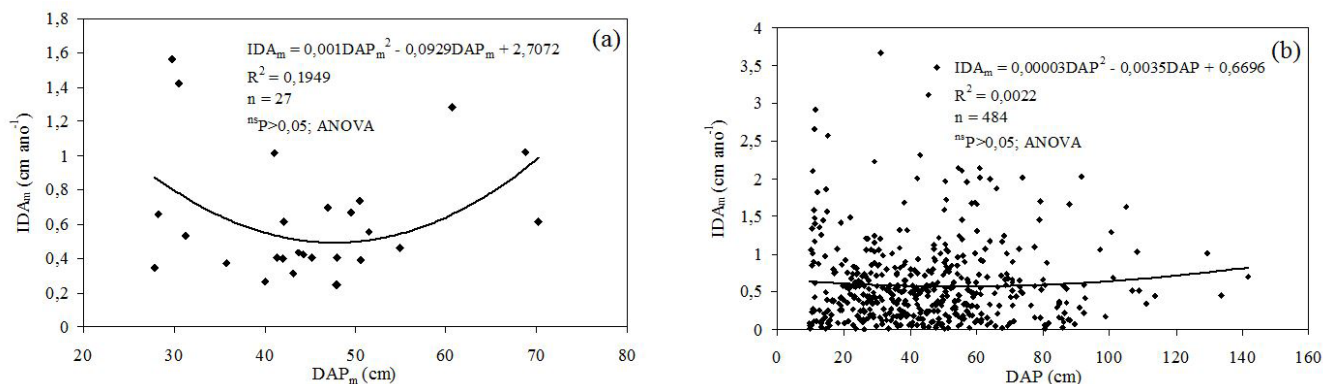 (a)
IDAm = 0,001DAPm² - 0,0929DAPm + 2,7072
R² = 0,1949
n = 27
nsP>0,05; ANOVA
1,8
1,6
1,4
1,2
1
0,8
0,6
0,4
0,2
0
IDAm (cm ano⁻¹)
20 30 40 50 60 70 80
DAPm (cm)
(b)
IDAm = 0,00003DAP² - 0,0035DAP + 0,6696
R² = 0,0022
n = 484
nsP>0,05; ANOVA
4
3,5
3
2,5
2
1,5
1
0,5
0
IDAm (cm ano⁻¹)
0 20 40 60 80 100 120 140 160
DAP (cm)